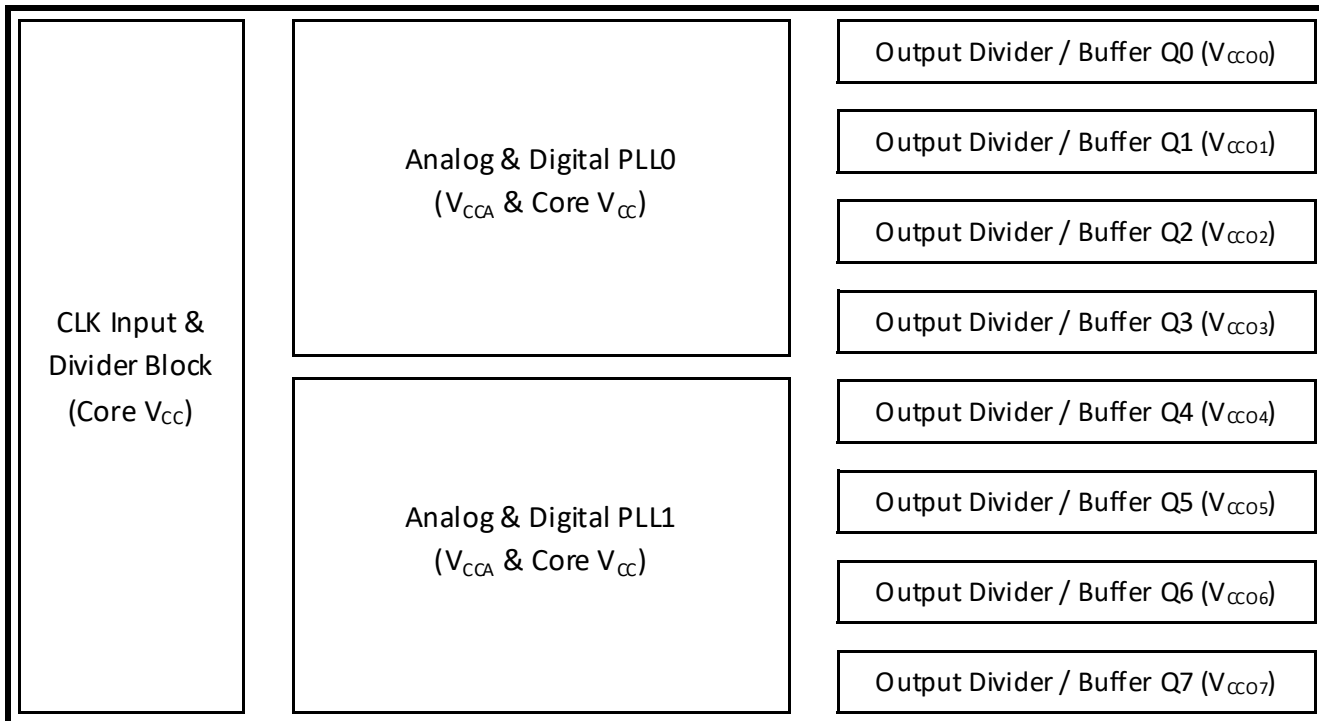 CLK Input &
Divider Block
(Core VCC)
Analog & Digital PLL0
(VCCA & Core VCC)
Analog & Digital PLL1
(VCCA & Core VCC)
Output Divider / Buffer Q0 (VCCO0)
Output Divider / Buffer Q1 (VCCO1)
Output Divider / Buffer Q2 (VCCO2)
Output Divider / Buffer Q3 (VCCO3)
Output Divider / Buffer Q4 (VCCO4)
Output Divider / Buffer Q5 (VCCO5)
Output Divider / Buffer Q6 (VCCO6)
Output Divider / Buffer Q7 (VCCO7)